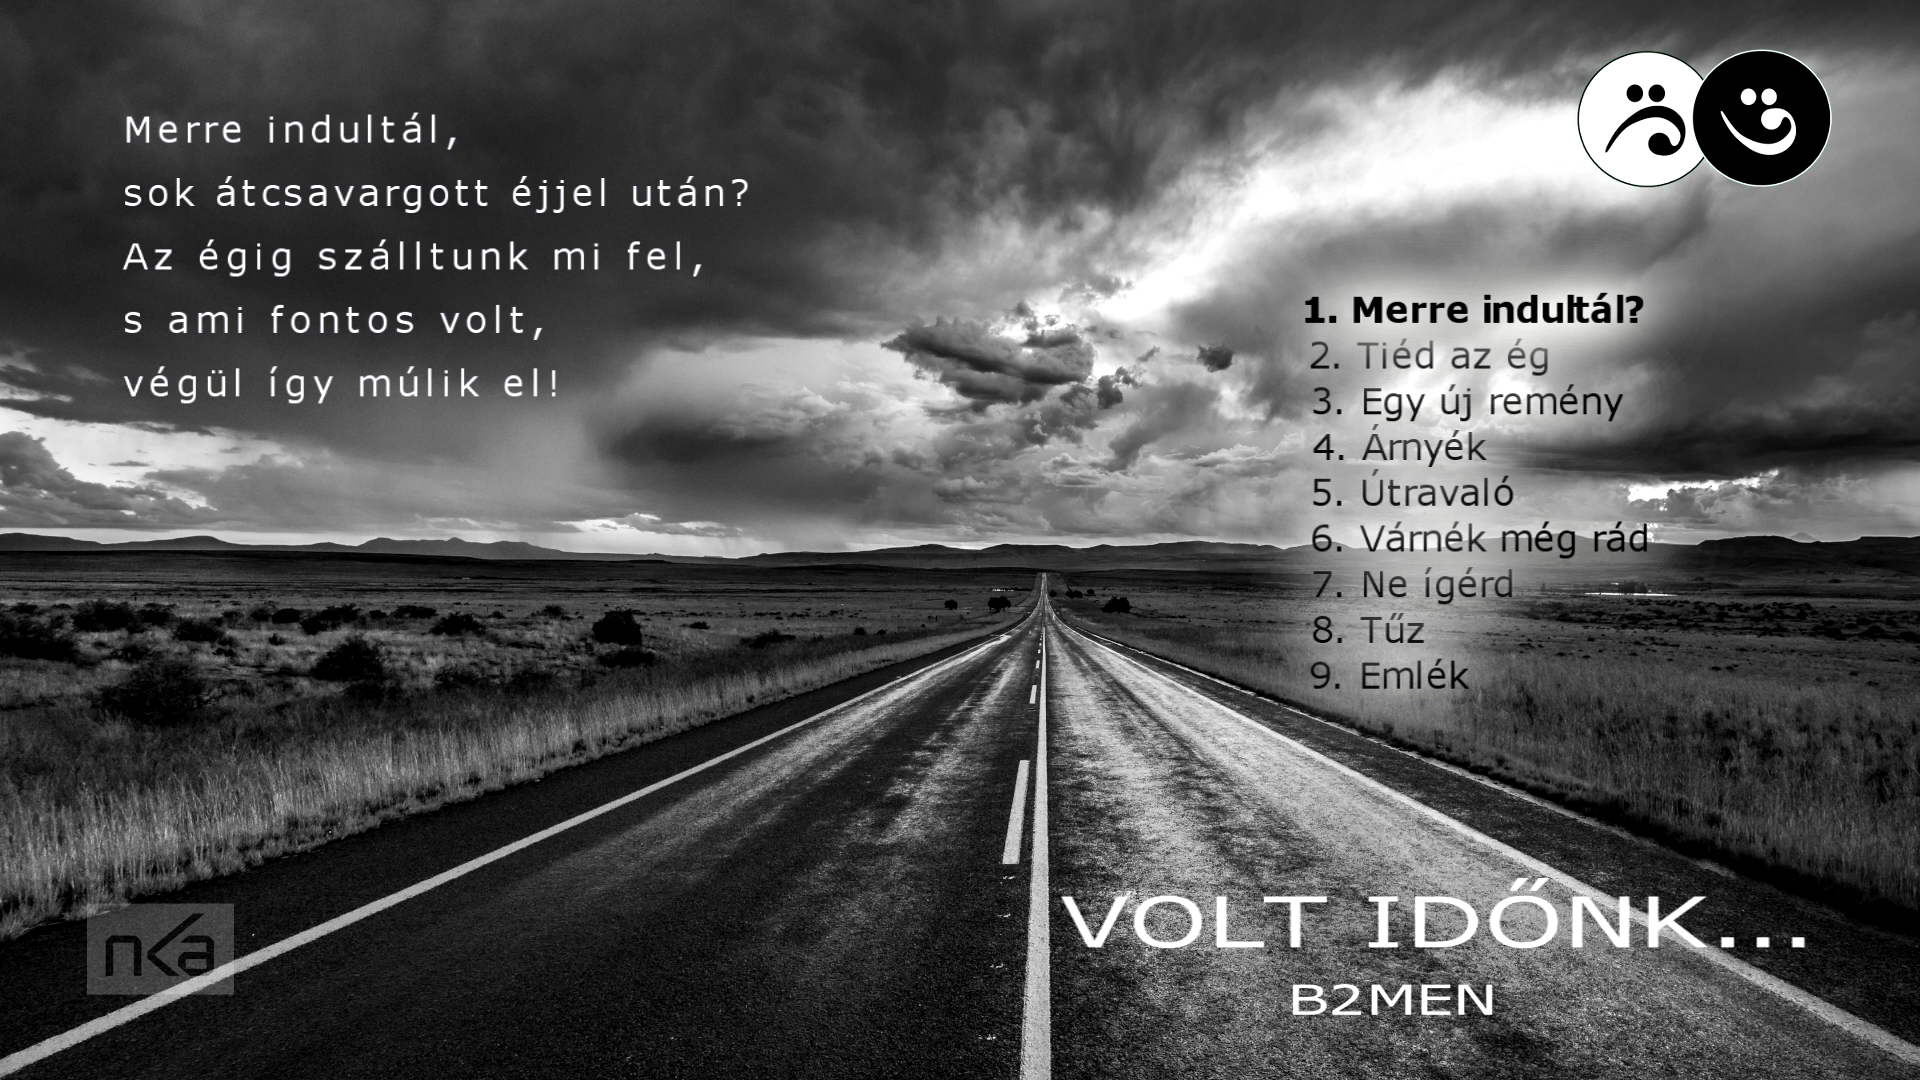 Merre indultál,
sok átcsavargott éjjel után?
Az égig szálltunk mi fel,
s ami fontos volt,
végül így múlik el!
1. Merre indultál?
2. Tiéd az ég
3. Egy új remény
4. Árnyék
5. Útravaló
6. Várnék még rád
7. Ne ígérd
8. Tűz
9. Emlék
VOLT IDŐNK...
B2MEN
nka